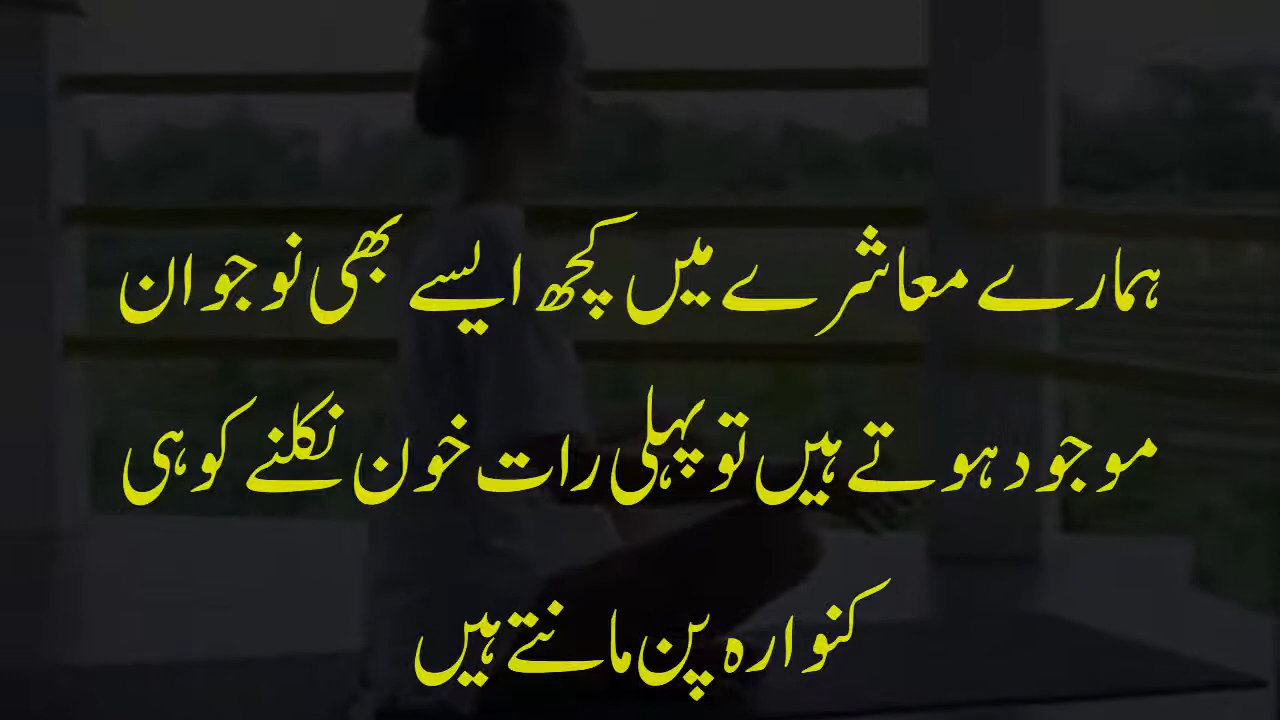 ہمارے معاشرے میں کچھ ایسے بھی نوجوان
موجود ہوتے ہیں تو پہلی رات خون نکلنے کو ہی
کنوارہ پن مانتے ہیں